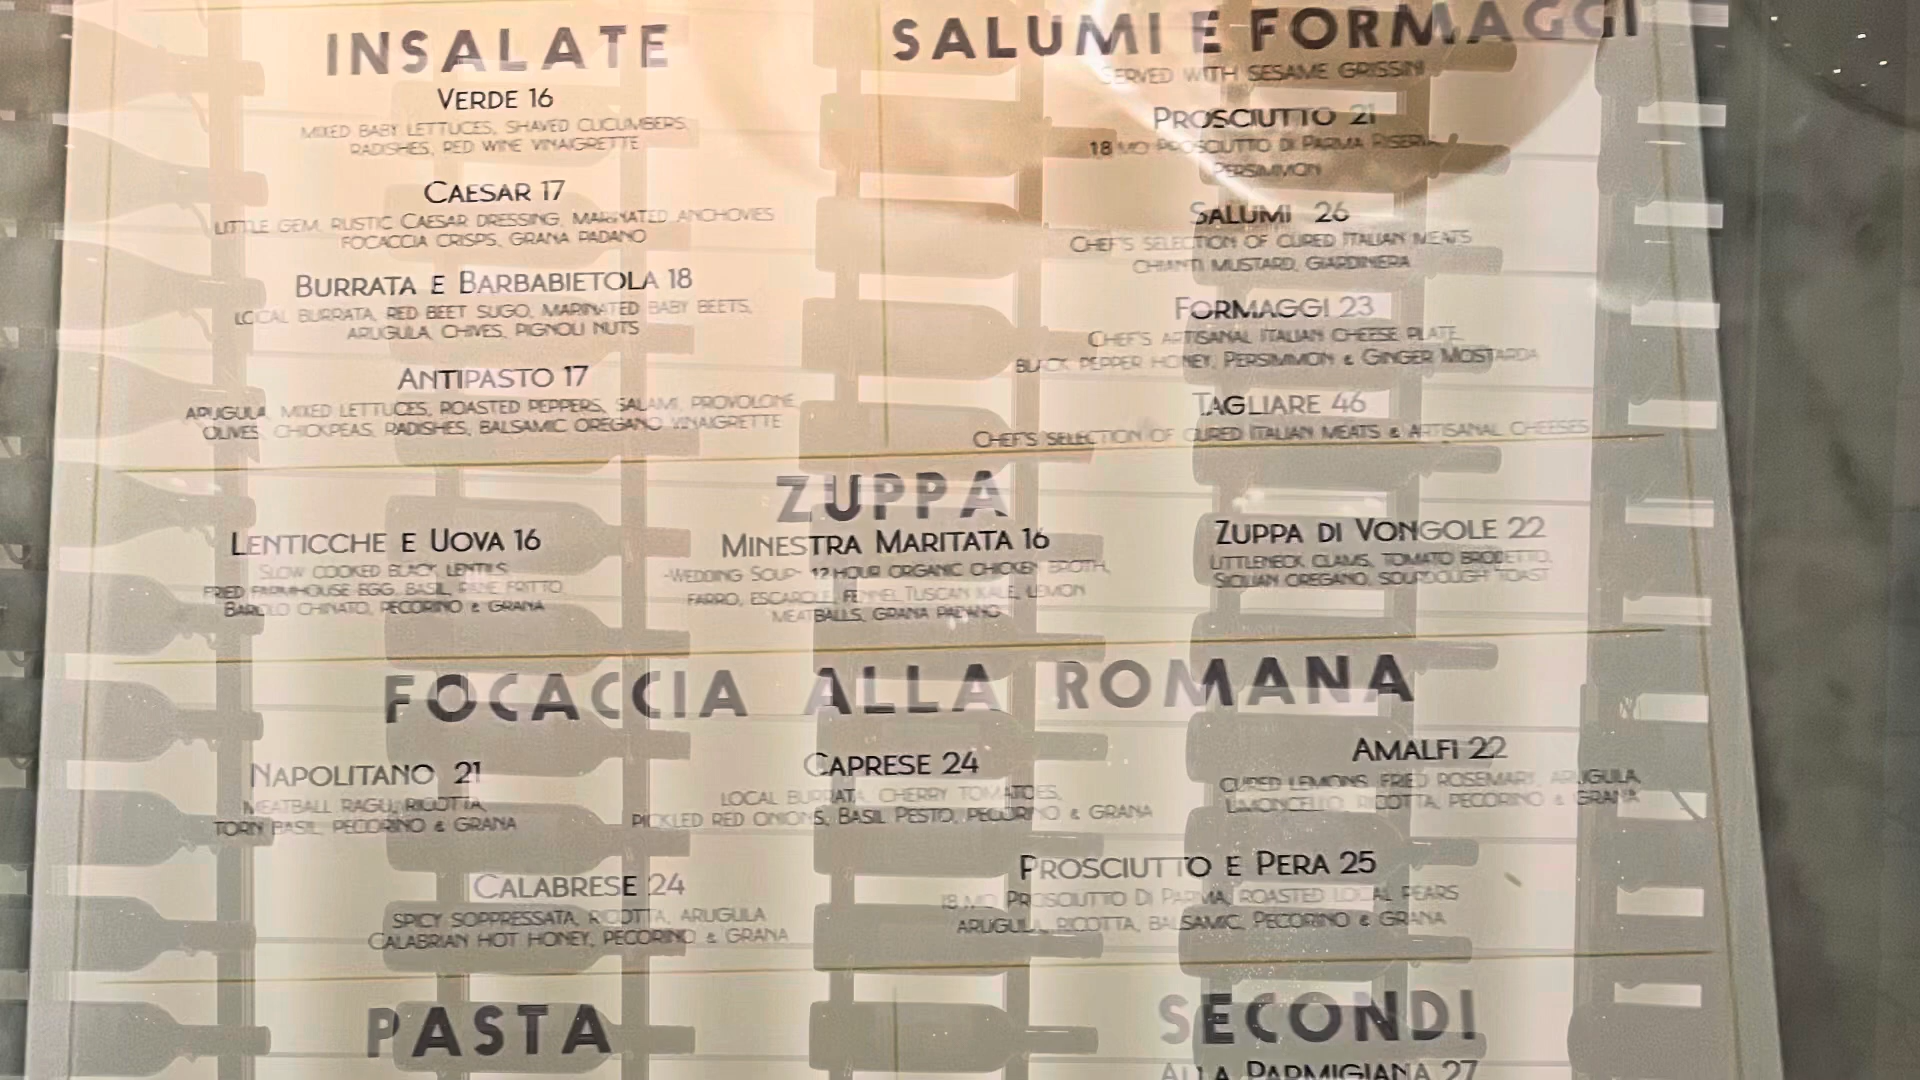 INSALATE
VERDE 16
MIXED BABY LETTUCES, SHAVED CUCUMBERS,
RADISHES, RED WINE VINAIGRETTE
CAESAR 17
LITTLE GEM, RUSTIC CAESAR DRESSING, MARINATED ANCHOVIES
FOCACCIA CRISPS, GRANA PADANO
BURRATA E BARBABIETOLA 18
LOCAL BURRATA, RED BEET SUGO, MARINATED BABY BEETS,
ARUGULA, CHIVES, PIGNOLI NUTS
ANTIPASTO 17
ARUGULA, MIXED LETTUCES, ROASTED PEPPERS, SALAMI, PROVOLONE,
OLIVES, CHICKPEAS, RADISHES, BALSAMIC OREGANO VINAIGRETTE
SALUMI E FORMAGGI
SERVED WITH SESAME GRISSINI
PROSCIUTTO 21
18 MO PROSCIUTTO DI PARMA RISERVA,
PERSIMMON
SALUMI 26
CHEF'S SELECTION OF CURED ITALIAN MEATS
CHIANTI MUSTARD, GIARDINIERA
FORMAGGI 23
CHEF'S ARTISANAL ITALIAN CHEESE PLATE,
BLACK PEPPER HONEY, PERSIMMON & GINGER MOSTARDA
TAGLIARE 46
CHEF'S SELECTION OF CURED ITALIAN MEATS & ARTISANAL CHEESES
ZUPPA
LENTICCHE E UOVA 16
SLOW COOKED BLACK LENTILS
FRIED FARMHOUSE EGG, BASIL, PANE FRITTO
BAROLO CHINATO, PECORINO & GRANA
MINESTRA MARITATA 16
-WEDDING SOUP- 12 HOUR ORGANIC CHICKEN BROTH,
FARRO, ESCAROLE, FENNEL, TUSCAN KALE, LEMON
MEATBALLS, GRANA PADANO
ZUPPA DI VONGOLE 22
LITTLENECK CLAMS, TOMATO BRODETTO,
SICILIAN OREGANO, SOURDOUGH TOAST
FOCACCIA ALLA ROMANA
NAPOLITANO 21
MEATBALL RAGU, RICOTTA,
TORN BASIL, PECORINO & GRANA
CAPRESE 24
LOCAL BURRATA, CHERRY TOMATOES,
PICKLED RED ONIONS, BASIL PESTO, PECORINO & GRANA
AMALFI 22
CURED LEMONS, FRIED ROSEMARY, ARUGULA,
LIMONCELLO RICOTTA, PECORINO & GRANA
CALABRESE 24
SPICY SOPPRESSATA, RICOTTA, ARUGULA
CALABRIAN HOT HONEY, PECORINO & GRANA
PROSCIUTTO E PERA 25
18 MO PROSCIUTTO DI PARMA, ROASTED LOCAL PEARS
ARUGULA, RICOTTA, BALSAMIC, PECORINO & GRANA
PASTA
SECONDI
ALLA PARMIGIANA 27